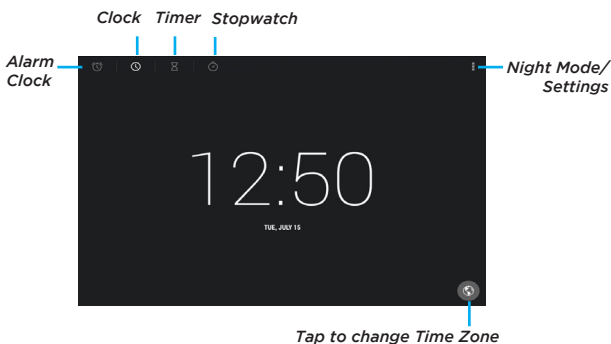 Clock Timer Stopwatch
Alarm
Clock
Night Mode/
Settings
12:50
TUE, JULY 15
Tap to change Time Zone